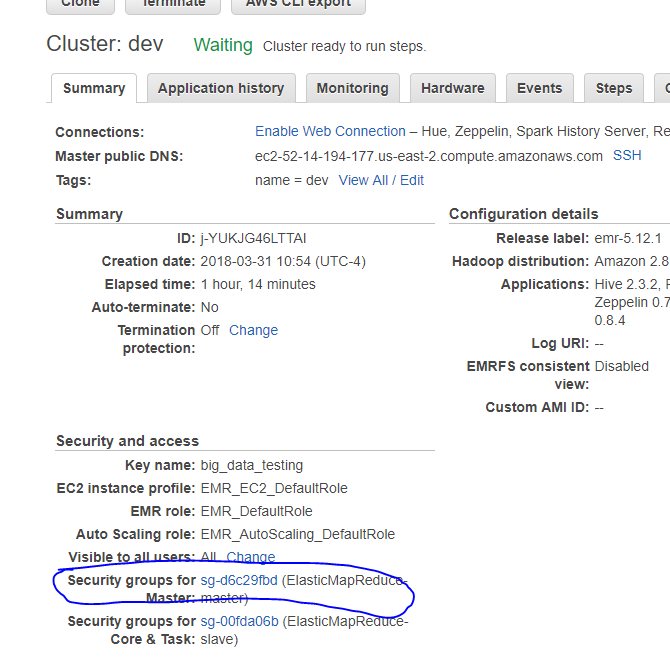 Clone Terminate AWS CLI export
Cluster: dev Waiting Cluster ready to run steps.
Summary Application history Monitoring Hardware Events Steps
Connections: Enable Web Connection – Hue, Zeppelin, Spark History Server, Re
Master public DNS: ec2-52-14-194-177.us-east-2.compute.amazonaws.com SSH
Tags: name = dev View All / Edit
Summary
ID: j-YUKJG46LTTAI
Creation date: 2018-03-31 10:54 (UTC-4)
Elapsed time: 1 hour, 14 minutes
Auto-terminate: No
Termination Off Change
protection:
Configuration details
Release label: emr-5.12.1
Hadoop distribution: Amazon 2.8
Applications: Hive 2.3.2, P
Zeppelin 0.7
0.8.4
Log URI: --
EMRFS consistent Disabled
view:
Custom AMI ID: --
Security and access
Key name: big_data_testing
EC2 instance profile: EMR_EC2_DefaultRole
EMR role: EMR_DefaultRole
Auto Scaling role: EMR_AutoScaling_DefaultRole
Visible to all users: All Change
Security groups for sg-d6c29fbd (ElasticMapReduce-
Master: master)
Security groups for sg-00fda06b (ElasticMapReduce-
Core & Task: slave)